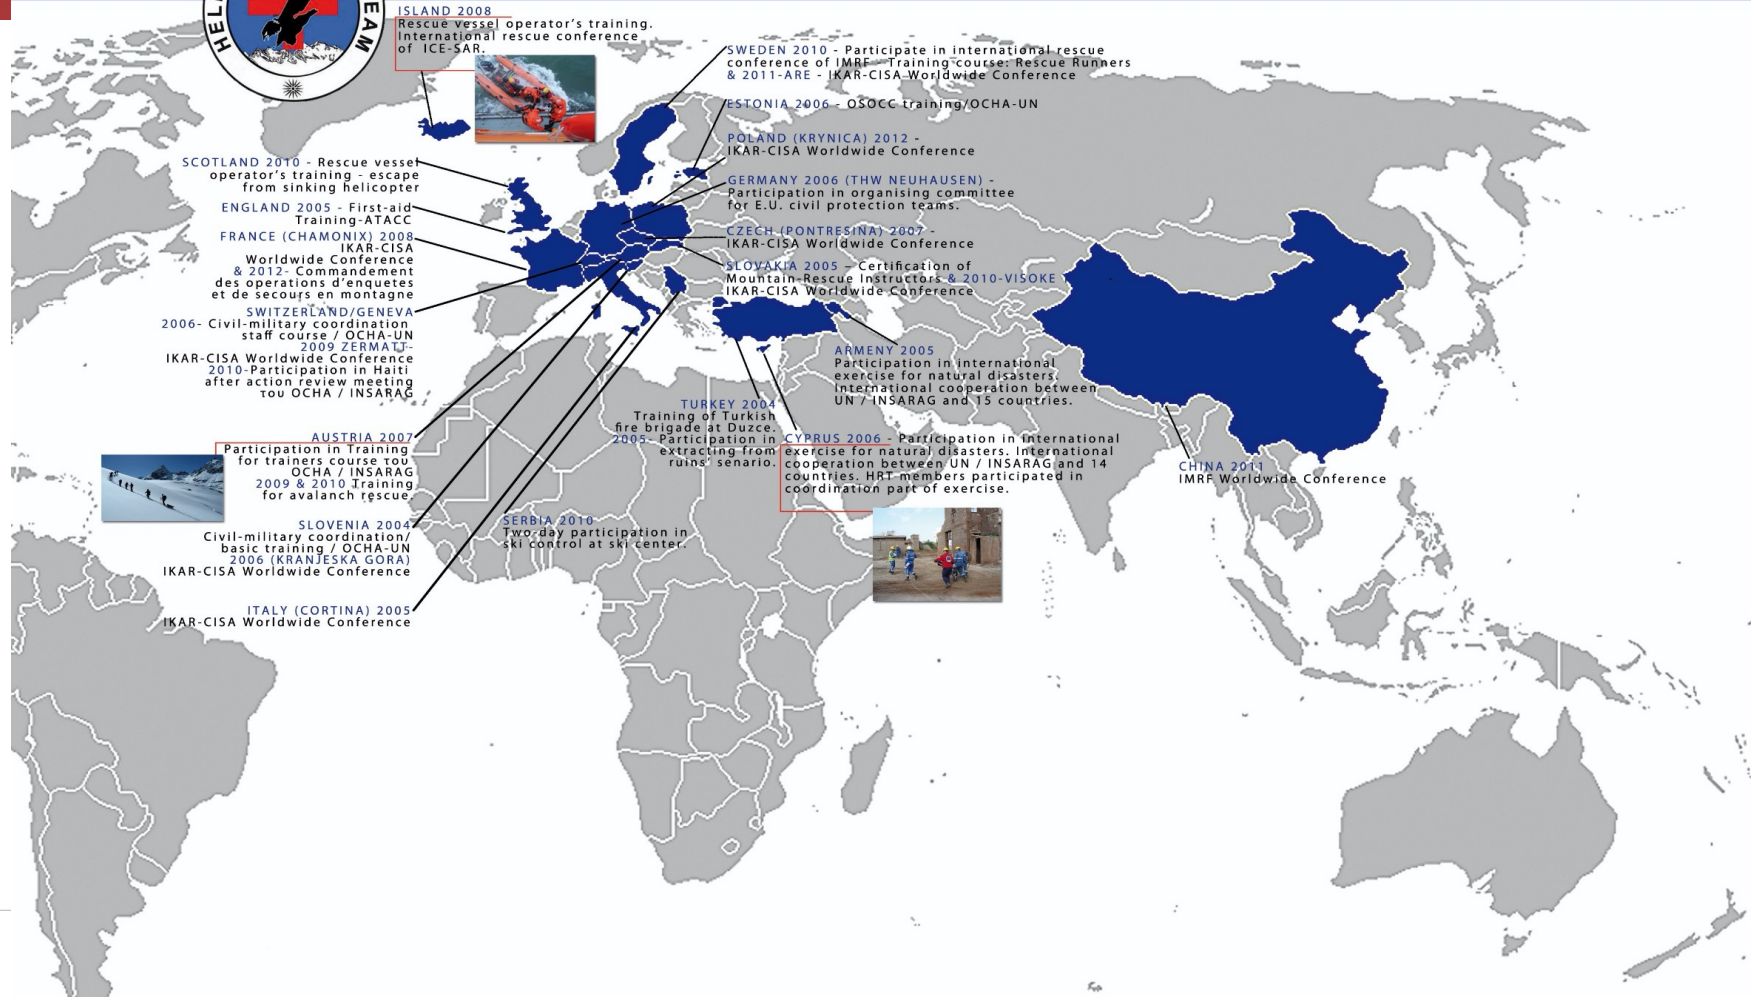 HEL
EAM
ISLAND 2008
Rescue vessel operator's training.
International rescue conference
of ICE-SAR.
SWEDEN 2010 - Participate in international rescue
conference of IMRF - Training course: Rescue Runners
& 2011-ARE - IKAR-CISA Worldwide Conference
ESTONIA 2006 - OSOCC training/OCHA-UN
POLAND (KRYNICA) 2012 -
IKAR-CISA Worldwide Conference
GERMANY 2006 (THW NEUHAUSEN) -
Participation in organising committee
for E.U. civil protection teams.
CZECH (PONTRESINA) 2007 -
IKAR-CISA Worldwide Conference
SLOVAKIA 2005 – Certification of
Mountain-Rescue Instructors & 2010-VISOKE
IKAR-CISA Worldwide Conference
SCOTLAND 2010 - Rescue vessel
operator's training - escape
from sinking helicopter
ENGLAND 2005 - First-aid
Training-ATACC
FRANCE (CHAMONIX) 2008
IKAR-CISA
Worldwide Conference
& 2012- Commandement
des operations d'enquetes
et de secours en montagne
SWITZERLAND/GENEVA
2006- Civil-military coordination
staff course / OCHA-UN
2009 ZERMATT-
IKAR-CISA Worldwide Conference
2010-Participation in Haiti
after action review meeting
του OCHA / INSARAG
AUSTRIA 2007
Participation in Training
for trainers course του
OCHA / INSARAG
2009 & 2010 Training
for avalanch rescue.
SLOVENIA 2004
Civil-military coordination/
basic training / OCHA-UN
2006 (KRANJESKA GORA)
IKAR-CISA Worldwide Conference
ITALY (CORTINA) 2005
IKAR-CISA Worldwide Conference
SERBIA 2010
Two-day participation in
ski control at ski center.
TURKEY 2004
Training of Turkish
fire brigade at Duzce.
2005- Participation in
extracting from
ruins' senario.
ARMENY 2005
Participation in international
exercise for natural disasters.
International cooperation between
UN / INSARAG and 15 countries.
CYPRUS 2006 - Participation in international
exercise for natural disasters. International
cooperation between UN / INSARAG and 14
countries. HRT members participated in
coordination part of exercise.
CHINA 2011
IMRF Worldwide Conference